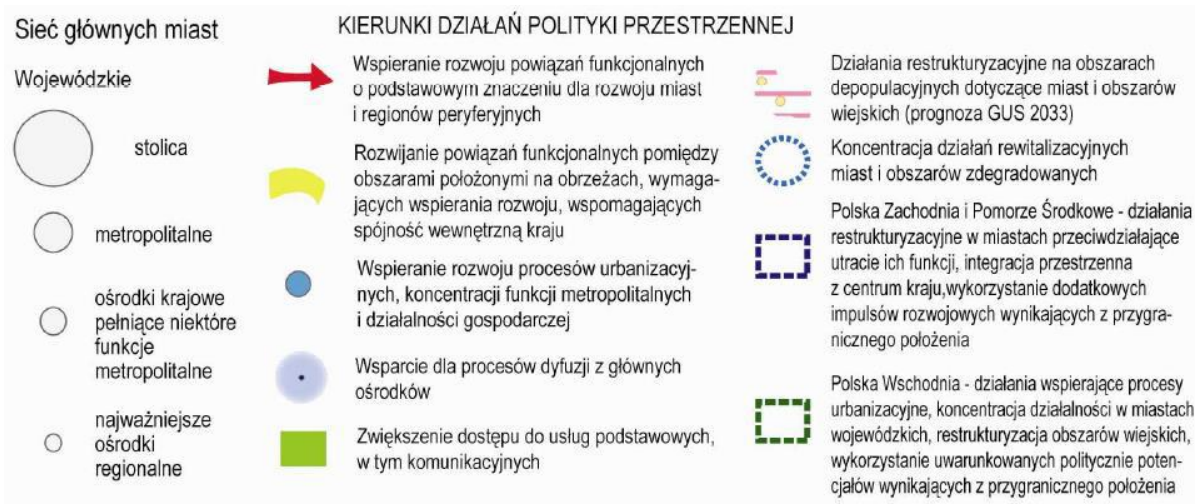 Sieć głównych miast
Wojewódzkie
stolica
metropolitalne
ośrodki krajowe
pełniące niektóre
funkcje
metropolitalne
najważniejsze
ośrodki
regionalne
KIERUNKI DZIAŁAŃ POLITYKI PRZESTRZENNEJ
Wspieranie rozwoju powiązań funkcjonalnych
o podstawowym znaczeniu dla rozwoju miast
i regionów peryferyjnych
Rozwijanie powiązań funkcjonalnych pomiędzy
obszarami położonymi na obrzeżach, wymaga-
jących wspierania rozwoju, wspomagających
spójność wewnętrzną kraju
Wspieranie rozwoju procesów urbanizacyj-
nych, koncentracji funkcji metropolitalnych
i działalności gospodarczej
Wsparcie dla procesów dyfuzji z głównych
ośrodków
Zwiększenie dostępu do usług podstawowych,
w tym komunikacyjnych
Działania restrukturyzacyjne na obszarach
depopulacyjnych dotyczące miast i obszarów
wiejskich (prognoza GUS 2033)
Koncentracja działań rewitalizacyjnych
miast i obszarów zdegradowanych
Polska Zachodnia i Pomorze Środkowe - działania
restrukturyzacyjne w miastach przeciwdziałające
utracie ich funkcji, integracja przestrzenna
z centrum kraju,wykorzystanie dodatkowych
impulsów rozwojowych wynikających z przygra-
nicznego położenia
Polska Wschodnia - działania wspierające procesy
urbanizacyjne, koncentracja działalności w miastach
wojewódzkich, restrukturyzacja obszarów wiejskich,
wykorzystanie uwarunkowanych politycznie poten-
cjałów wynikających z przygranicznego położenia